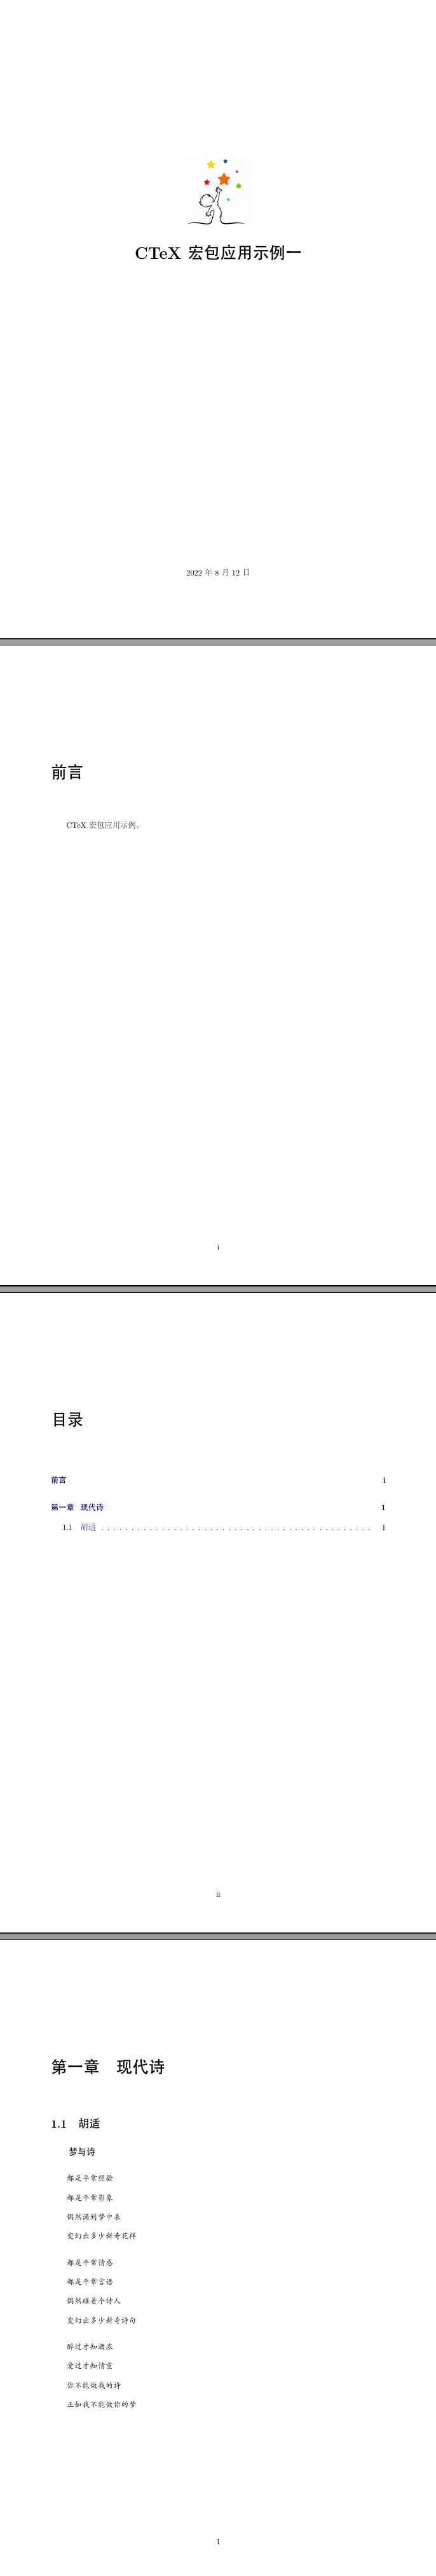 CTeX 宏包应用示例一
2022 年 8 月 12 日
前言
CTeX 宏包应用示例。
i
目录
前言 i
第一章 现代诗 1
1.1 胡适 . . . . . . . . . . . . . . . . . . . . . . . . . . . . . . . . . . . . . . . . . . . . 1
ii
第一章 现代诗
1.1 胡适
梦与诗
都是平常经验
都是平常影象
偶然涌到梦中来
变幻出多少新奇花样
都是平常情感
都是平常言语
偶然碰着个诗人
变幻出多少新奇诗句
醉过才知酒浓
爱过才知情重
你不能做我的诗
正如我不能做你的梦
1